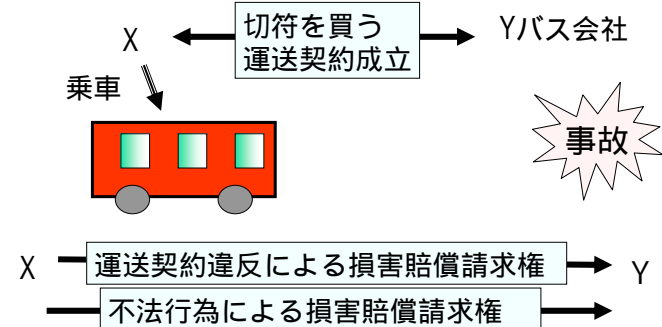 切符を買う
運送契約成立
X
Yバス会社
乗車
事故
X
運送契約違反による損害賠償請求権
Y
不法行為による損害賠償請求権